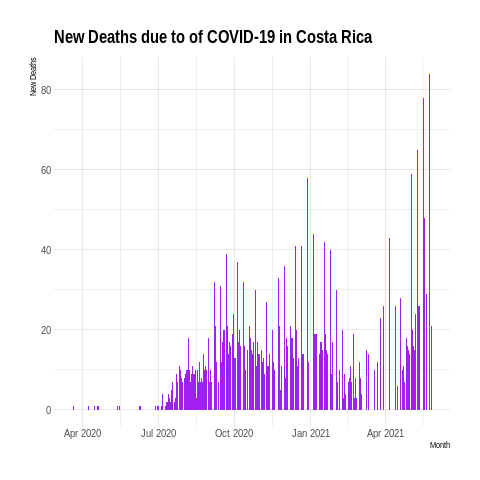 New Deaths due to of COVID-19 in Costa Rica
New Deaths
80
60
40
20
0
Apr 2020 Jul 2020 Oct 2020 Jan 2021 Apr 2021
Month